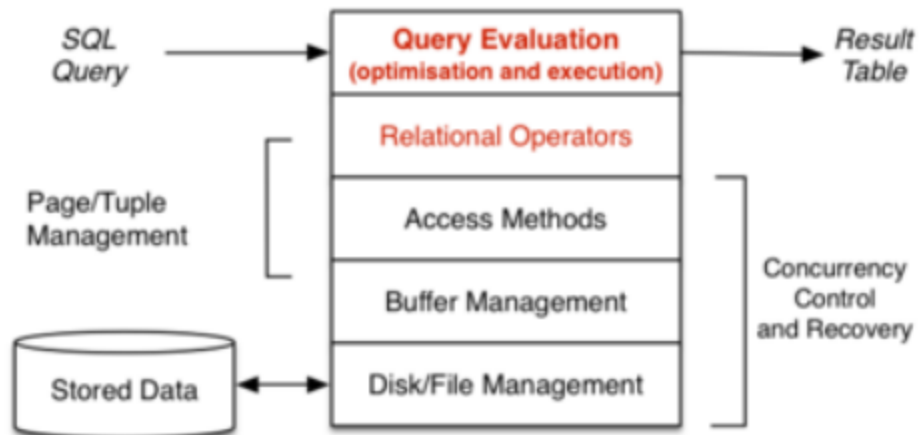 SQL
Query
Query Evaluation
(optimisation and execution)
Result
Table
Relational Operators
Page/Tuple
Management
Access Methods
Buffer Management
Concurrency
Control
and Recovery
Stored Data
Disk/File Management